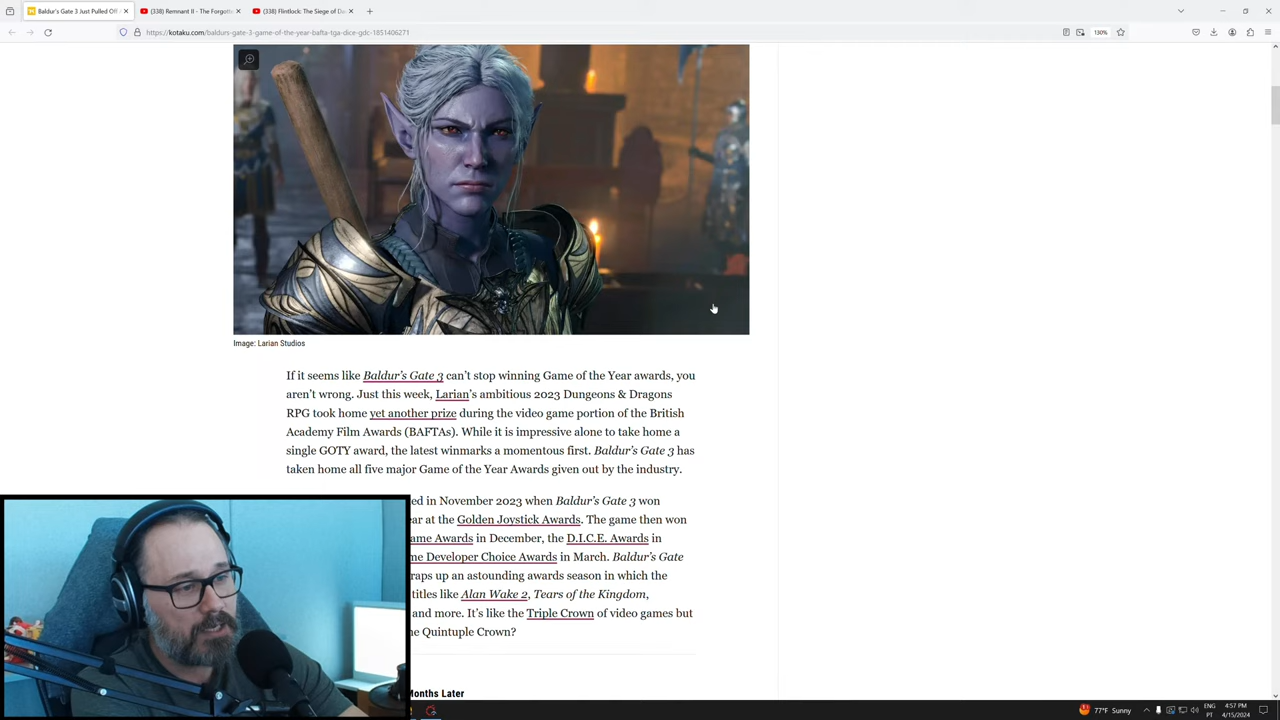 Baldur's Gate 3 Just Pulled Off
(338) Remnant II - The Forgott
(338) Flintlock: The Siege of Da
https://kotaku.com/baldurs-gate-3-game-of-the-year-bafta-tga-dice-gdc-1851406271
130%
Image: Larian Studios
If it seems like Baldur's Gate 3 can't stop winning Game of the Year awards, you
aren't wrong. Just this week, Larian's ambitious 2023 Dungeons & Dragons
RPG took home yet another prize during the video game portion of the British
Academy Film Awards (BAFTAs). While it is impressive alone to take home a
single GOTY award, the latest winmarks a momentous first. Baldur's Gate 3 has
taken home all five major Game of the Year Awards given out by the industry.
ed in November 2023 when Baldur's Gate 3 won
ar at the Golden Joystick Awards. The game then won
ame Awards in December, the D.I.C.E. Awards in
me Developer Choice Awards in March. Baldur's Gate
raps up an astounding awards season in which the
titles like Alan Wake 2, Tears of the Kingdom,
and more. It's like the Triple Crown of video games but
he Quintuple Crown?
Months Later
77°F Sunny
ENG
PT
4:57 PM
4/15/2024